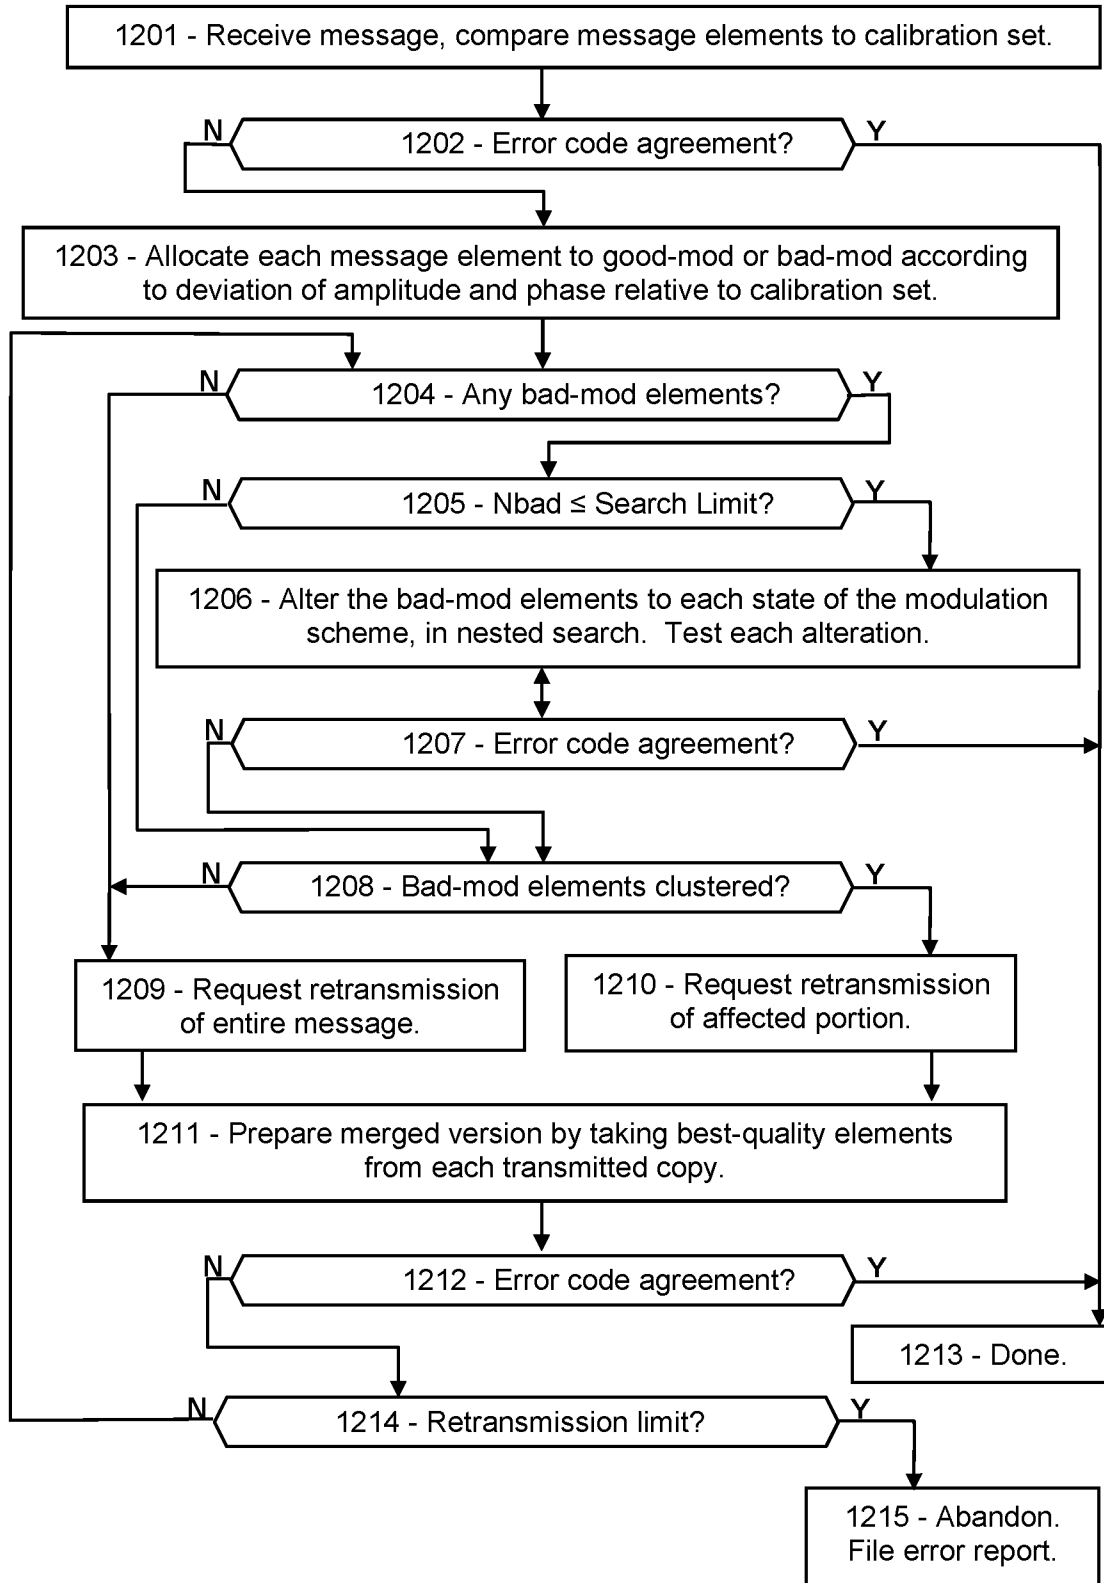 1201 - Receive message, compare message elements to calibration set.
N
1202 - Error code agreement?
Y
1203 - Allocate each message element to good-mod or bad-mod according
to deviation of amplitude and phase relative to calibration set.
N
1204 - Any bad-mod elements?
Y
N
1205 - Nbad ≤ Search Limit?
Y
1206 - Alter the bad-mod elements to each state of the modulation
scheme, in nested search.  Test each alteration.
N
1207 - Error code agreement?
Y
N
1208 - Bad-mod elements clustered?
Y
1209 - Request retransmission
of entire message.
1210 - Request retransmission
of affected portion.
1211 - Prepare merged version by taking best-quality elements
from each transmitted copy.
N
1212 - Error code agreement?
Y
1213 - Done.
N
1214 - Retransmission limit?
Y
1215 - Abandon.
File error report.